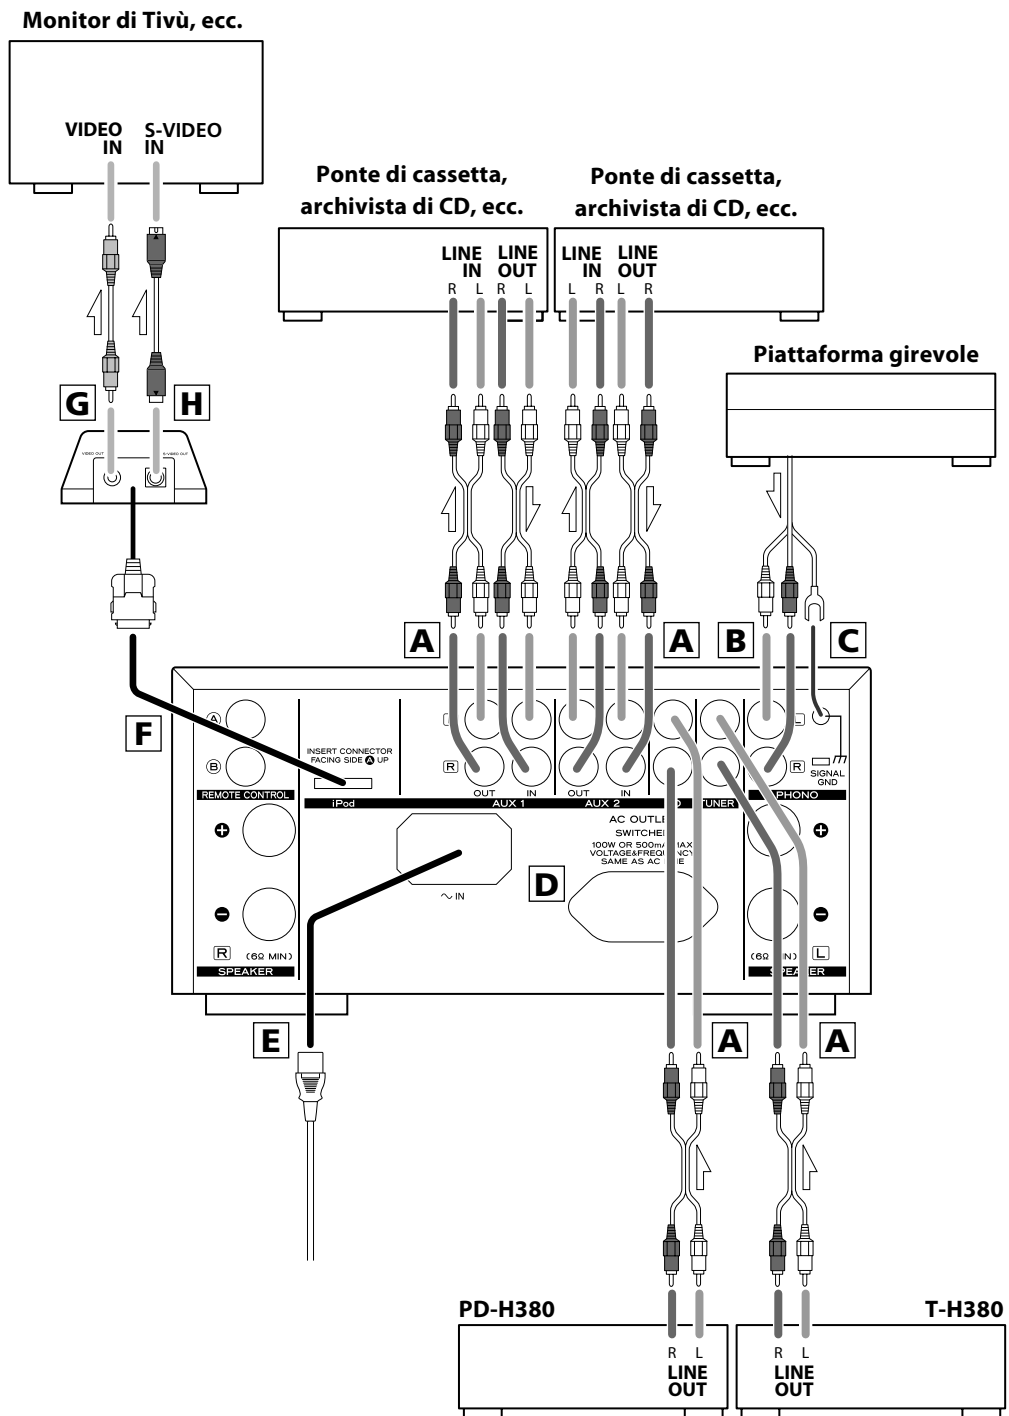 Monitor di Tivù, ecc.
VIDEO IN
S-VIDEO IN
Ponte di cassetta,
archivista di CD, ecc.
Ponte di cassetta,
archivista di CD, ecc.
LINE IN
LINE OUT
LINE IN
LINE OUT
R L R L
L R L R
Piattaforma girevole
G
H
VIDEO OUT
S-VIDEO OUT
A
A
B
C
F
A
B
REMOTE CONTROL
INSERT CONNECTOR
FACING SIDE A UP
iPod
R
OUT IN
AUX 1
OUT IN
AUX 2
TUNER
L
R
SIGNAL
GND
PHONO
AC
SWITCHED
100W OR 500mA MAX
VOLTAGE&FREQUENCY
SAME AS AC LINE
D
IN
R
(6Ω MIN)
SPEAKER
L
E
A
A
PD-H380
T-H380
R L
LINE
OUT
R L
LINE
OUT